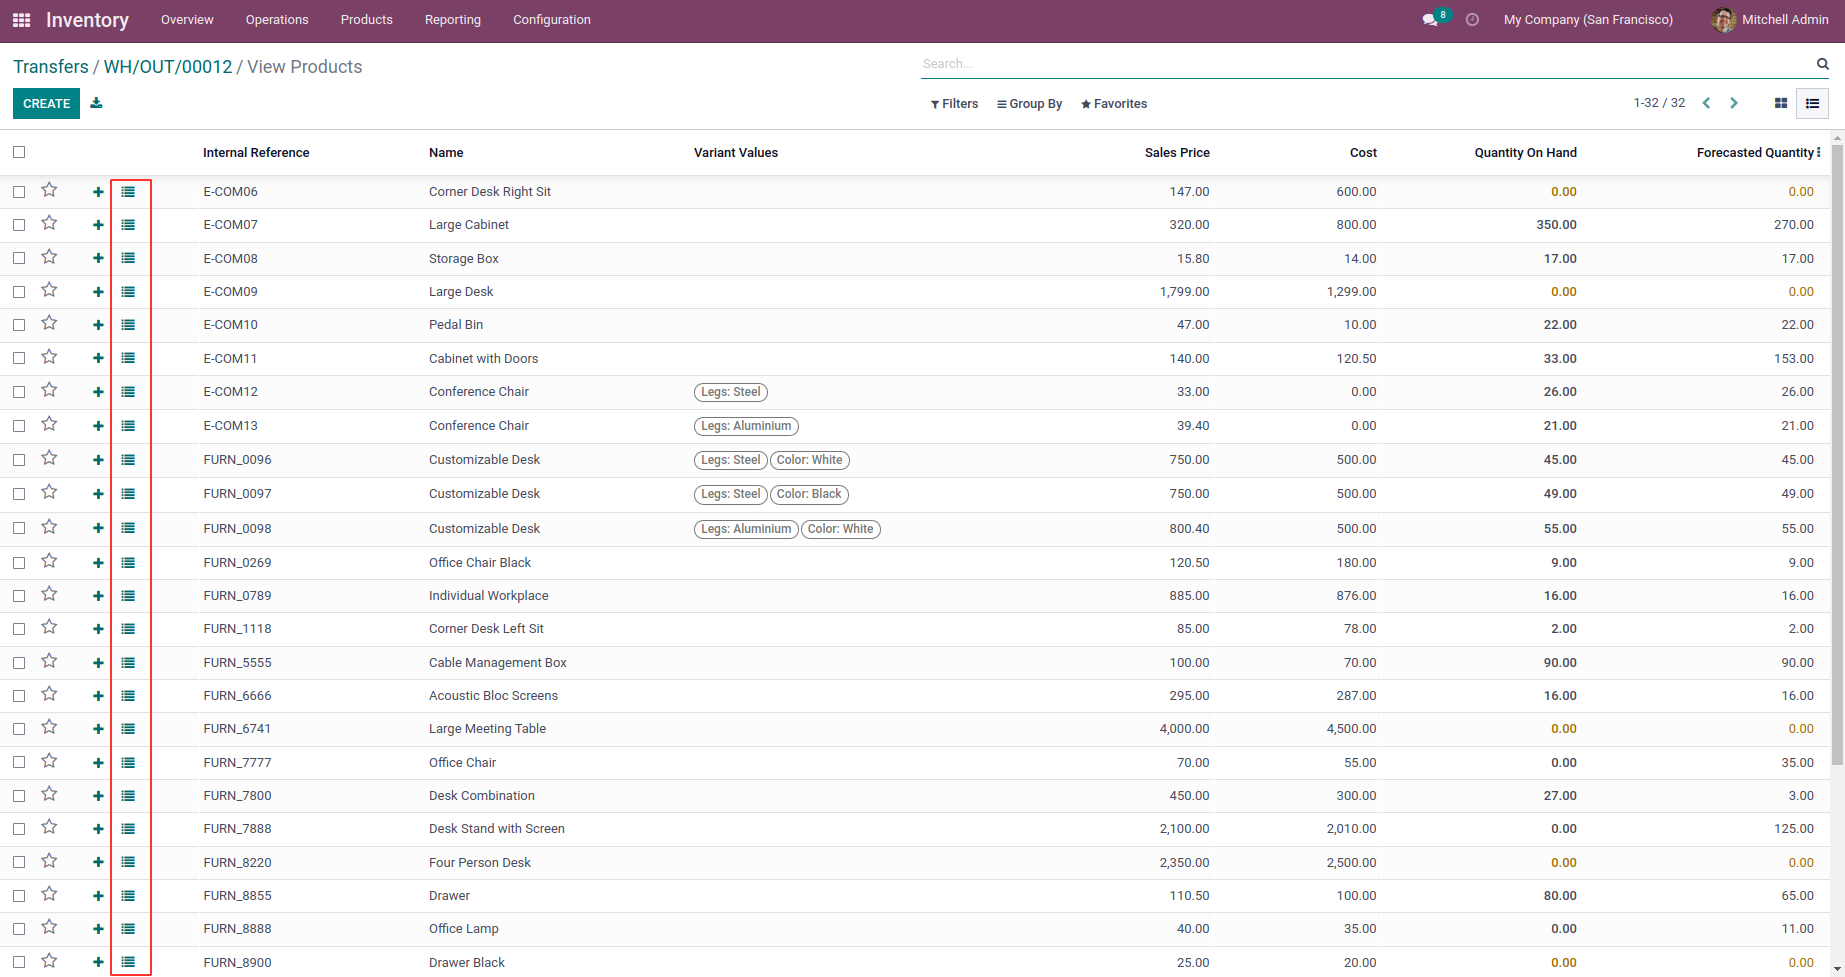 Inventory Overview Operations Products Reporting Configuration 8 My Company (San Francisco) Mitchell Admin
Transfers / WH/OUT/00012 / View Products Search...
CREATE Filters Group By Favorites 1-32 / 32
Internal Reference Name Variant Values Sales Price Cost Quantity On Hand Forecasted Quantity
E-COM06 Corner Desk Right Sit 147.00 600.00 0.00 0.00
E-COM07 Large Cabinet 320.00 800.00 350.00 270.00
E-COM08 Storage Box 15.80 14.00 17.00 17.00
E-COM09 Large Desk 1,799.00 1,299.00 0.00 0.00
E-COM10 Pedal Bin 47.00 10.00 22.00 22.00
E-COM11 Cabinet with Doors 140.00 120.50 33.00 153.00
E-COM12 Conference Chair Legs: Steel 33.00 0.00 26.00 26.00
E-COM13 Conference Chair Legs: Aluminium 39.40 0.00 21.00 21.00
FURN_0096 Customizable Desk Legs: Steel Color: White 750.00 500.00 45.00 45.00
FURN_0097 Customizable Desk Legs: Steel Color: Black 750.00 500.00 49.00 49.00
FURN_0098 Customizable Desk Legs: Aluminium Color: White 800.40 500.00 55.00 55.00
FURN_0269 Office Chair Black 120.50 180.00 9.00 9.00
FURN_0789 Individual Workplace 885.00 876.00 16.00 16.00
FURN_1118 Corner Desk Left Sit 85.00 78.00 2.00 2.00
FURN_5555 Cable Management Box 100.00 70.00 90.00 90.00
FURN_6666 Acoustic Bloc Screens 295.00 287.00 16.00 16.00
FURN_6741 Large Meeting Table 4,000.00 4,500.00 0.00 0.00
FURN_7777 Office Chair 70.00 55.00 0.00 35.00
FURN_7800 Desk Combination 450.00 300.00 27.00 3.00
FURN_7888 Desk Stand with Screen 2,100.00 2,010.00 0.00 125.00
FURN_8220 Four Person Desk 2,350.00 2,500.00 0.00 0.00
FURN_8855 Drawer 110.50 100.00 80.00 65.00
FURN_8888 Office Lamp 40.00 35.00 0.00 11.00
FURN_8900 Drawer Black 25.00 20.00 0.00 0.00